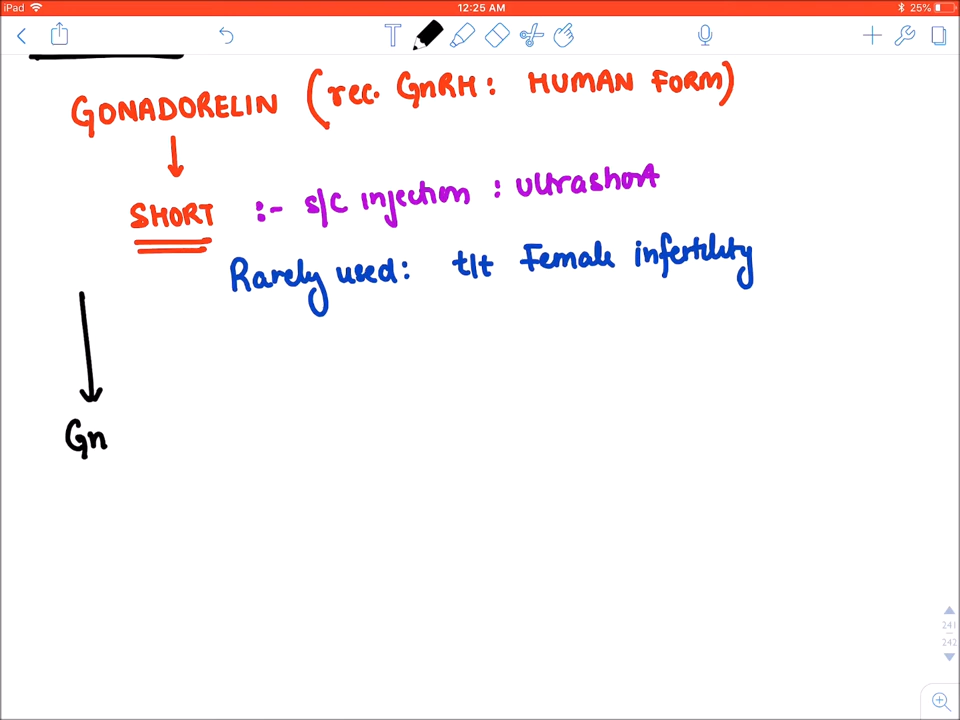 iPad 12:25 AM 25%
T
GONADORELIN (rec. GnRH: HUMAN FORM)
SHORT :- s/c injection : ultrashort
Rarely used: t/t Female infertility
Gn
241
242